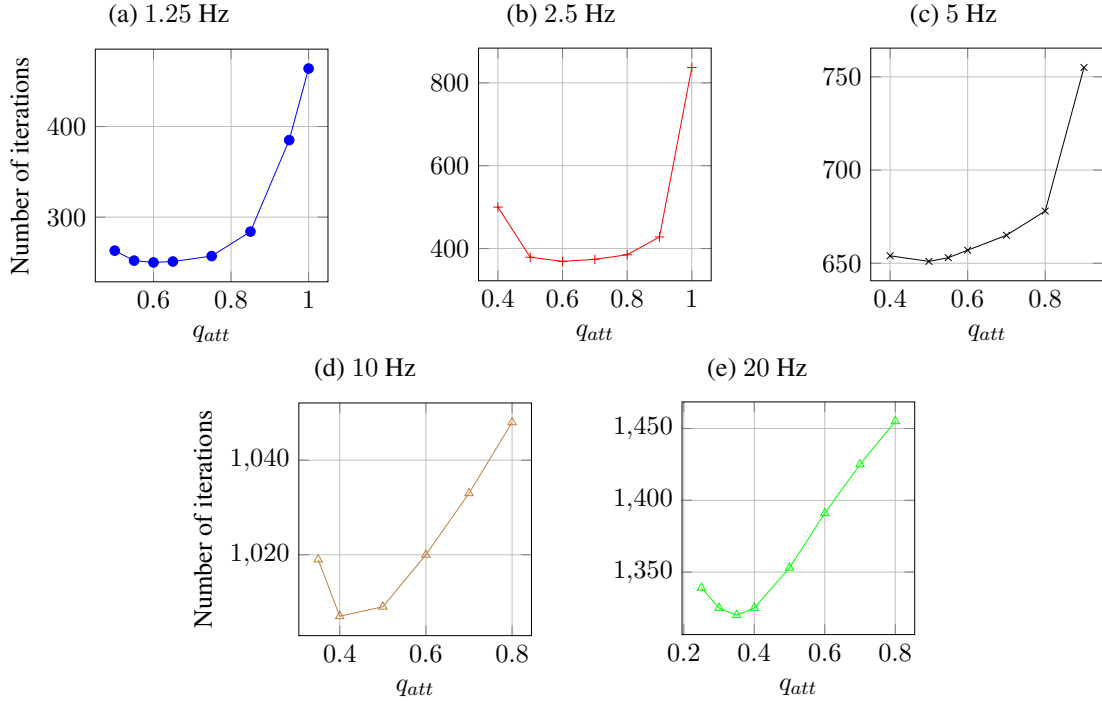 (a) 1.25 Hz
(b) 2.5 Hz
(c) 5 Hz
Number of iterations
400
300
0.6
0.8
1
q_att
800
600
400
0.4
0.6
0.8
1
q_att
750
700
650
0.4
0.6
0.8
q_att
(d) 10 Hz
(e) 20 Hz
Number of iterations
1,040
1,020
0.4
0.6
0.8
q_att
1,450
1,400
1,350
0.2
0.4
0.6
0.8
q_att